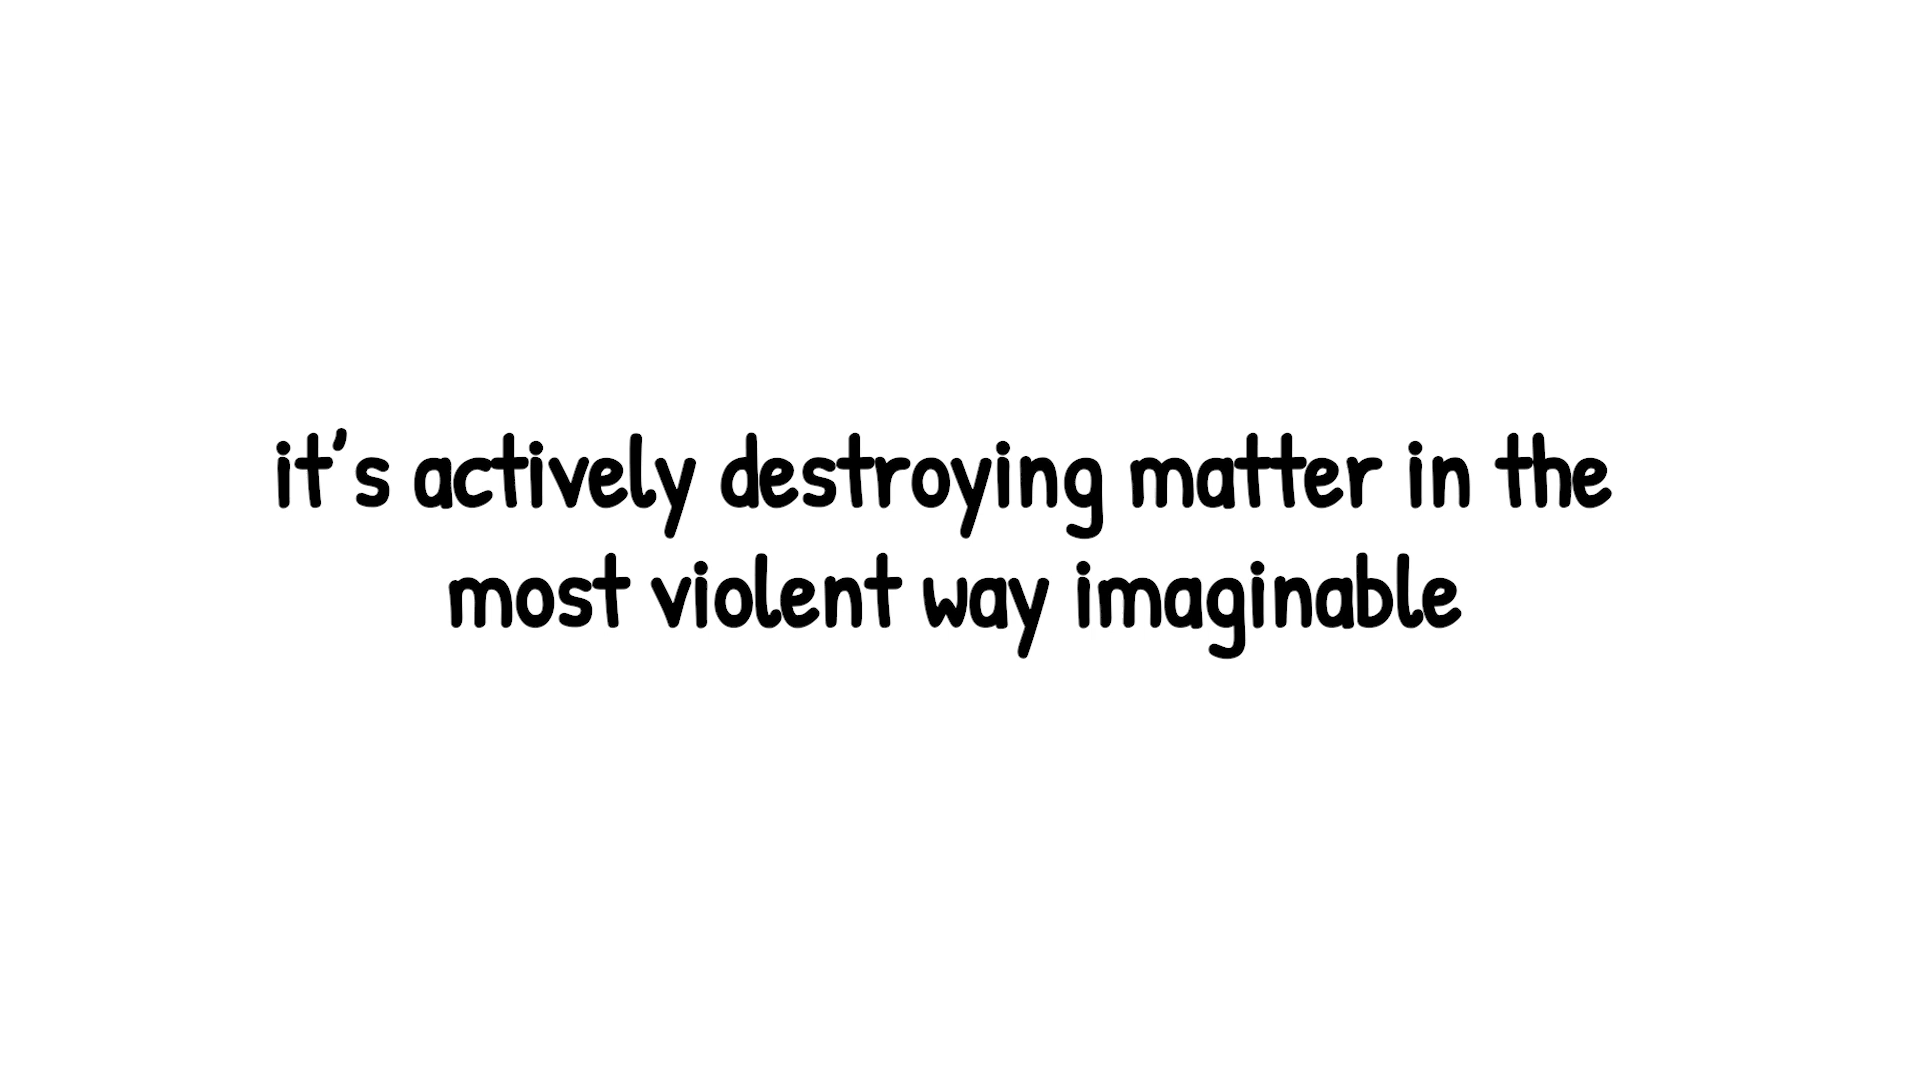 it's actively destroying matter in the
most violent way imaginable